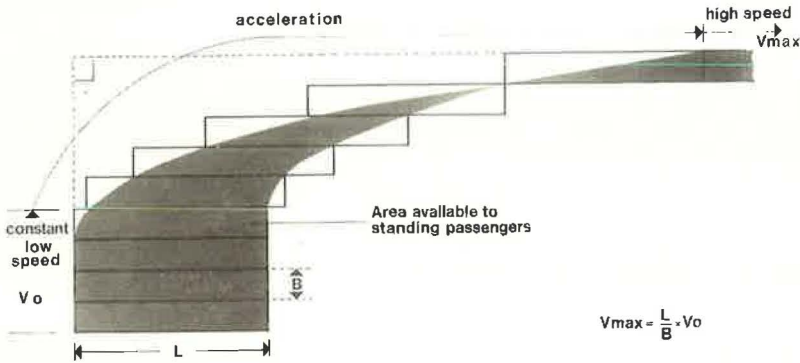 acceleration
high speed
Vmax
Area available to
standing passengers
constant
low
speed
Vo
B
L
Vmax = L/B · Vo